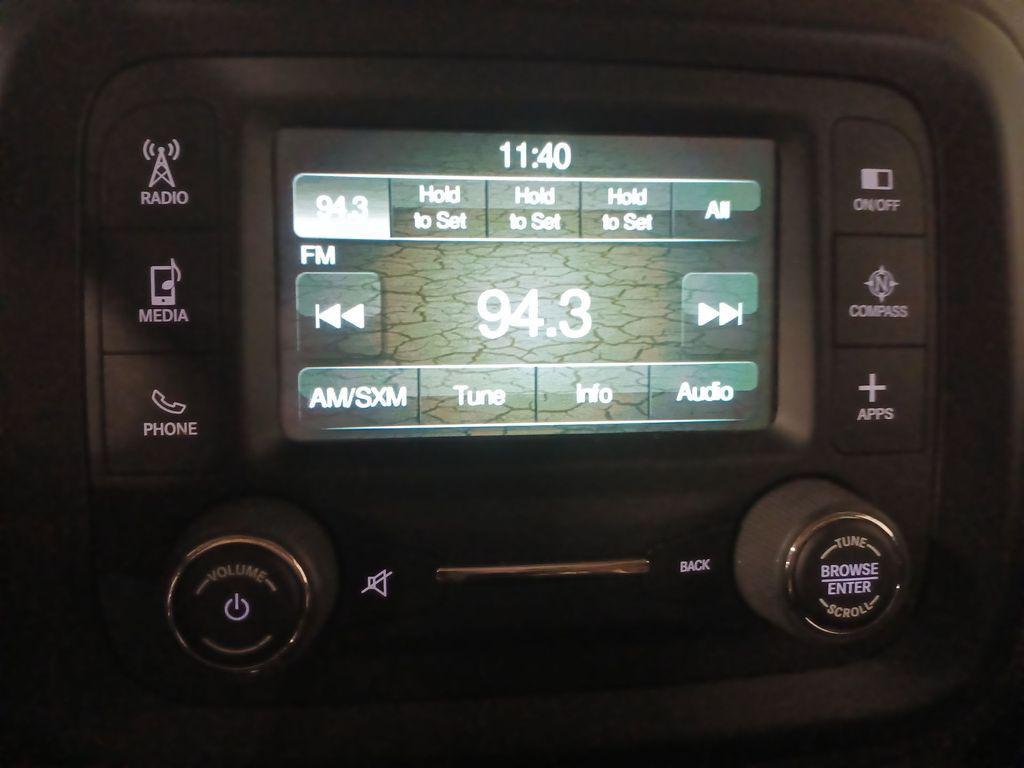 11:40
RADIO
94.3 Hold to Set Hold to Set Hold to Set All
ON/OFF
FM
MEDIA
94.3
N
COMPASS
AM/SXM Tune Info Audio
PHONE
APPS
VOLUME
BACK
TUNE
BROWSE
ENTER
SCROLL